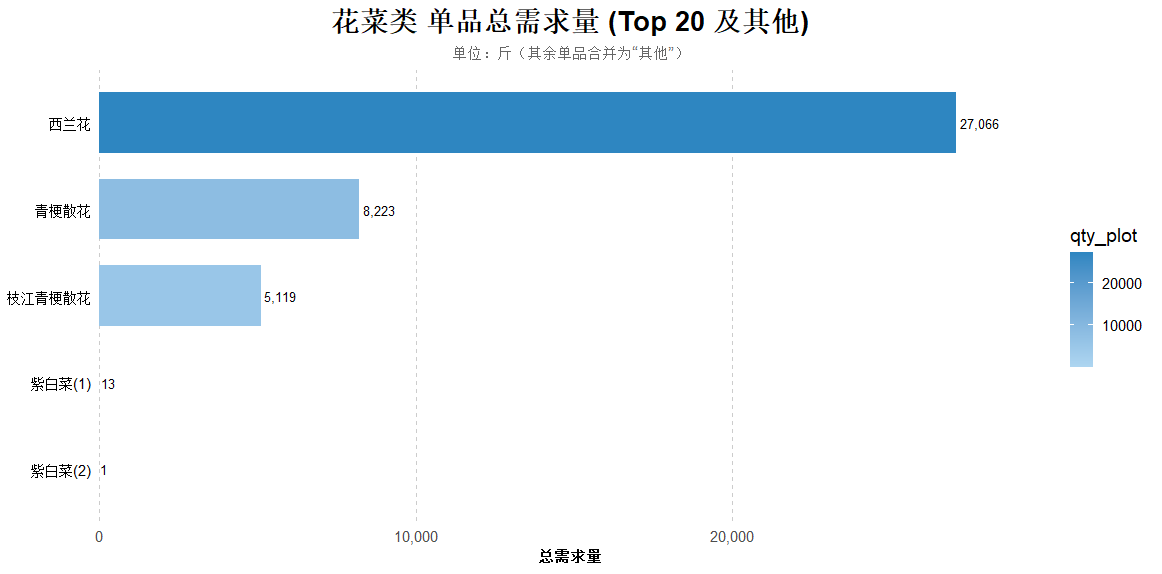 花菜类 单品总需求量 (Top 20 及其他)
单位：斤（其余单品合并为“其他”）
西兰花
27,066
青梗散花
8,223
枝江青梗散花
5,119
紫白菜(1)
13
紫白菜(2)
1
0
10,000
20,000
总需求量
qty_plot
20000
10000